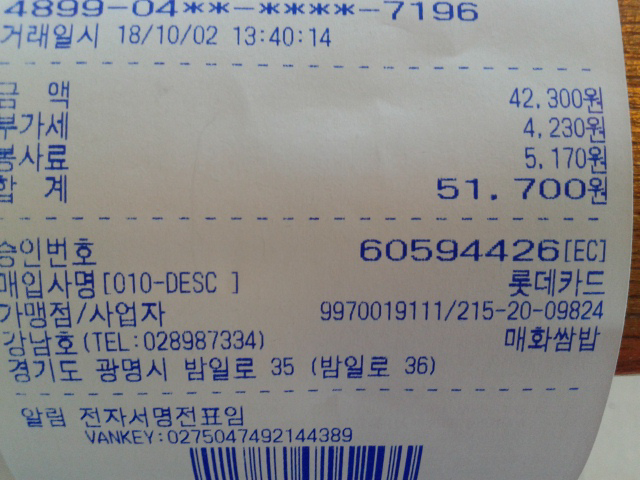 4899-04**-****-7196
거래일시 18/10/02 13:40:14
금 액 42,300원
부가세 4,230원
봉사료 5,170원
합 계 51,700원
승인번호 60594426[EC]
매입사명[010-DESC ] 롯데카드
가맹점/사업자 9970019111/215-20-09824
강남호(TEL:028987334) 매화쌈밥
경기도 광명시 밤일로 35 (밤일로 36)
알림 전자서명전표임
VANKEY:0275047492144389